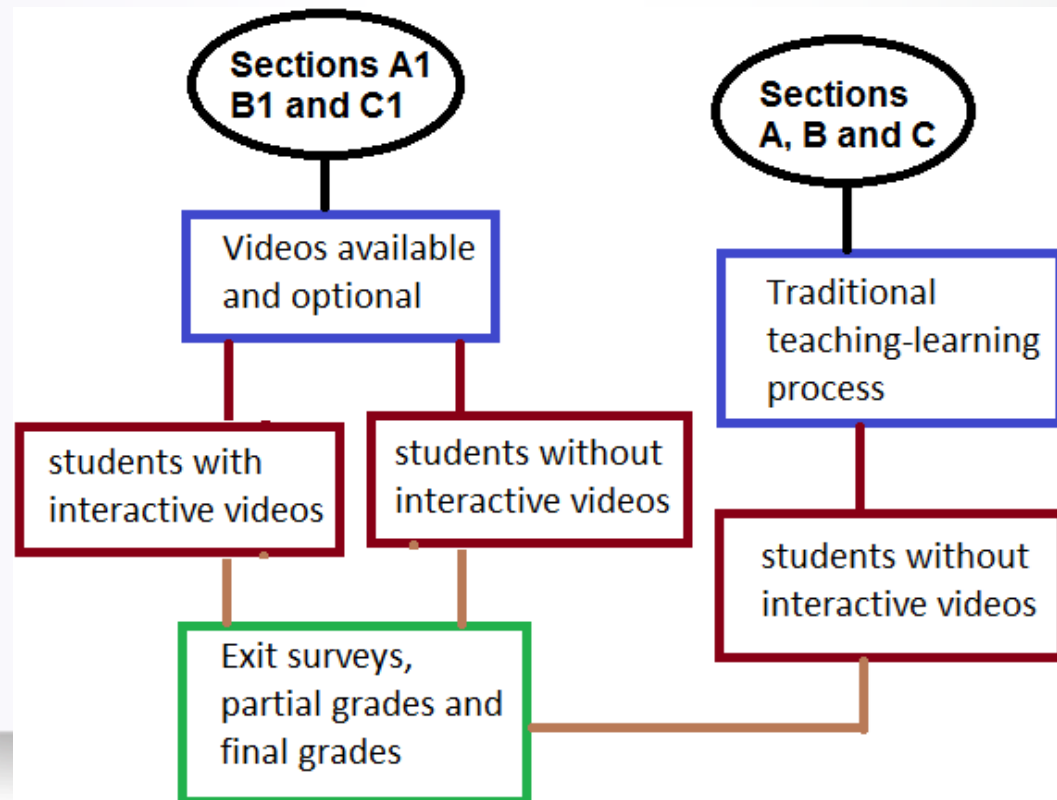 Sections A1
B1 and C1
Sections
A, B and C
Videos available
and optional
Traditional
teaching-learning
process
students with
interactive videos
students without
interactive videos
students without
interactive videos
Exit surveys,
partial grades and
final grades